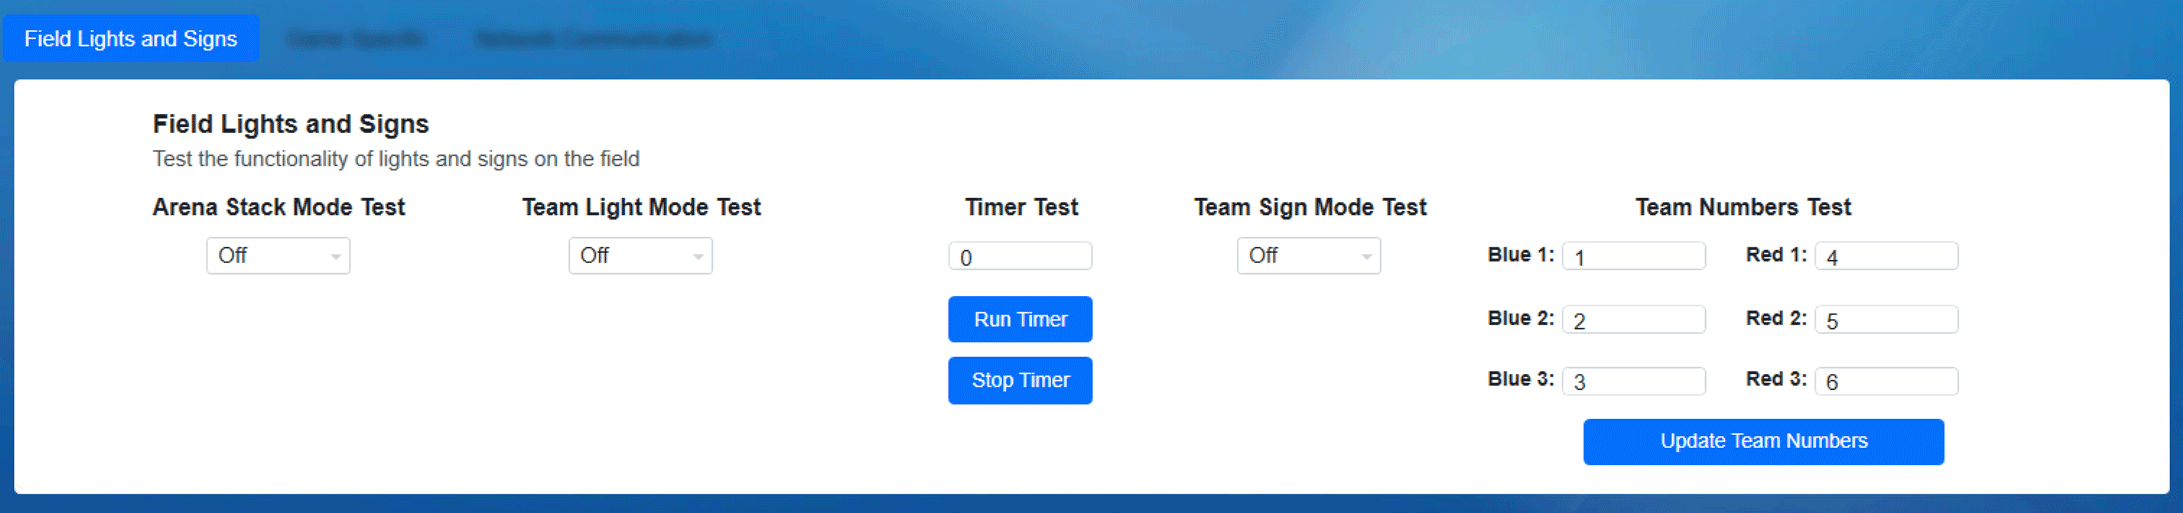 Field Lights and Signs
Field Lights and Signs
Test the functionality of lights and signs on the field
Arena Stack Mode Test
Off
Team Light Mode Test
Off
Timer Test
0
Run Timer
Stop Timer
Team Sign Mode Test
Off
Team Numbers Test
Blue 1: 1 Red 1: 4
Blue 2: 2 Red 2: 5
Blue 3: 3 Red 3: 6
Update Team Numbers